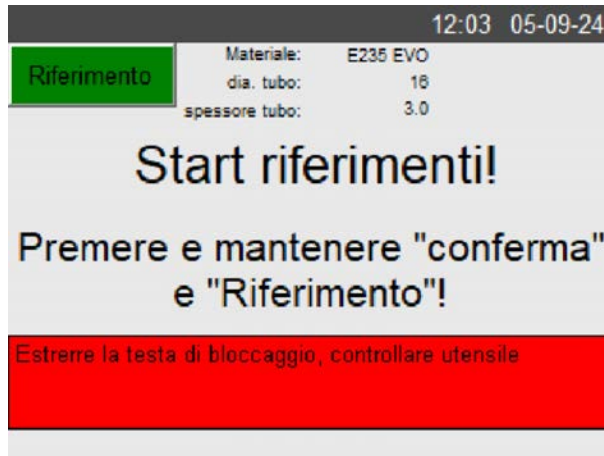 12:03 05-09-24
Riferimento
Materiale: E235 EVO
dia. tubo: 16
spessore tubo: 3.0
Start riferimenti!
Premere e mantenere "conferma"
e "Riferimento"!
Estrerre la testa di bloccaggio, controllare utensile